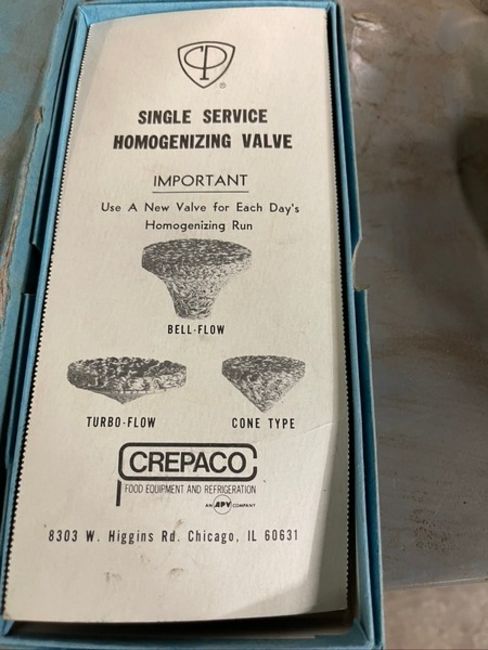 CP
®
SINGLE SERVICE
HOMOGENIZING VALVE
IMPORTANT
Use A New Valve for Each Day's
Homogenizing Run
BELL-FLOW
TURBO-FLOW
CONE TYPE
CREPACO
FOOD EQUIPMENT AND REFRIGERATION
AN APV COMPANY
8303 W. Higgins Rd. Chicago, IL 60631